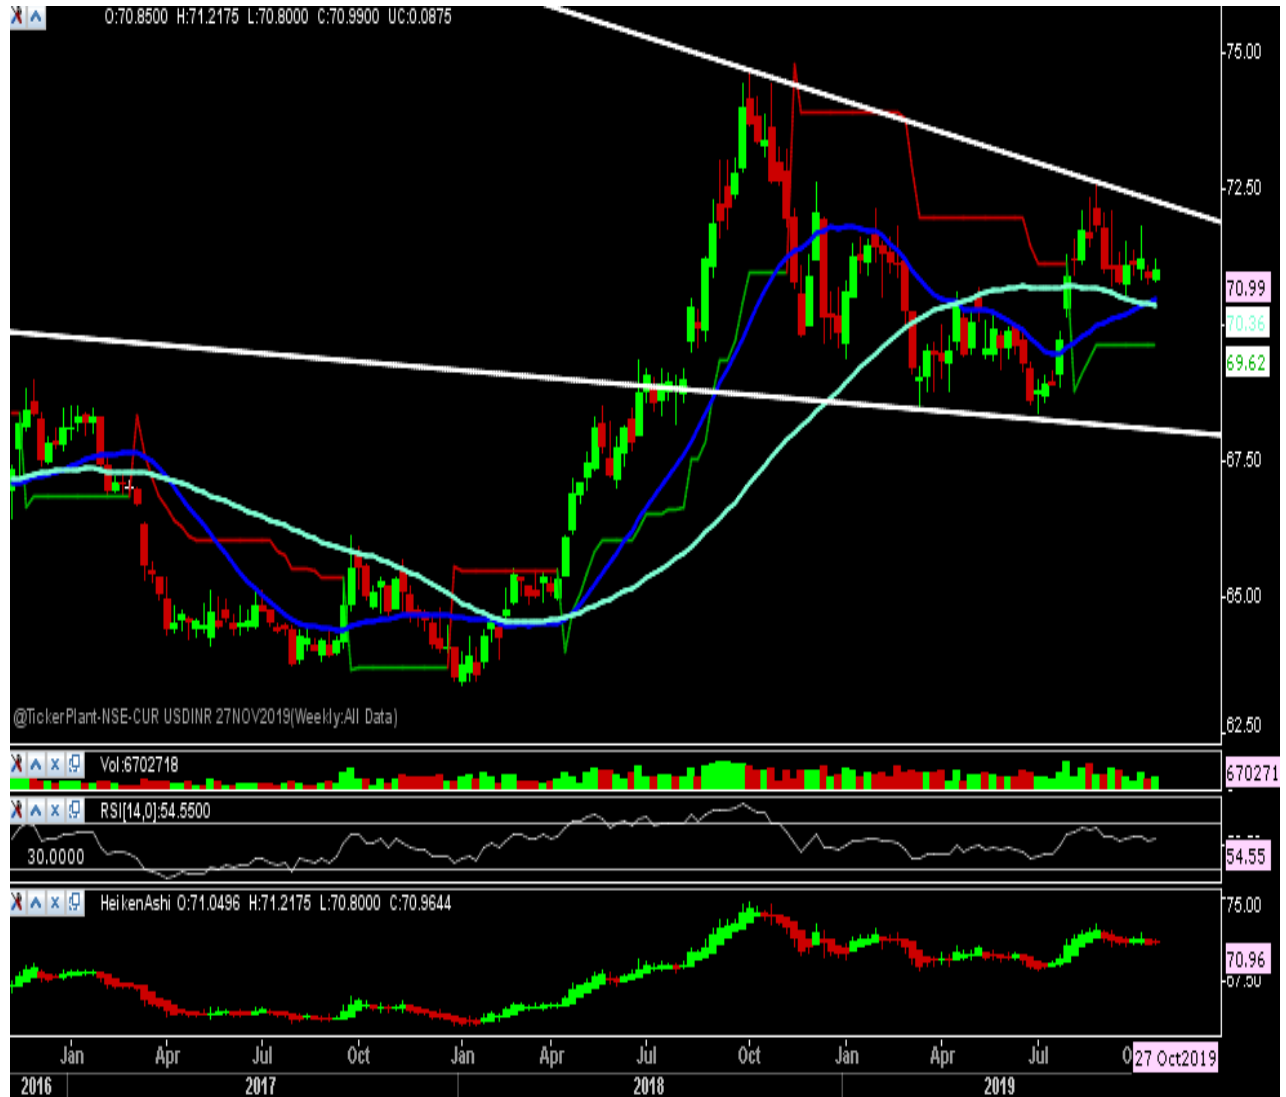 O:70.8500 H:71.2175 L:70.8000 C:70.9900 UC:0.0875
75.00
72.50
70.99
70.36
69.62
67.50
65.00
62.50
@TickerPlant-NSE-CUR USDINR 27NOV2019(Weekly:All Data)
Vol:6702718
670271
RSI[14,0]:54.5500
30.0000
54.55
HeikenAshi O:71.0496 H:71.2175 L:70.8000 C:70.9644
75.00
70.96
67.50
Jan Apr Jul Oct Jan Apr Jul Oct Jan Apr Jul O 27 Oct2019
2016 2017 2018 2019